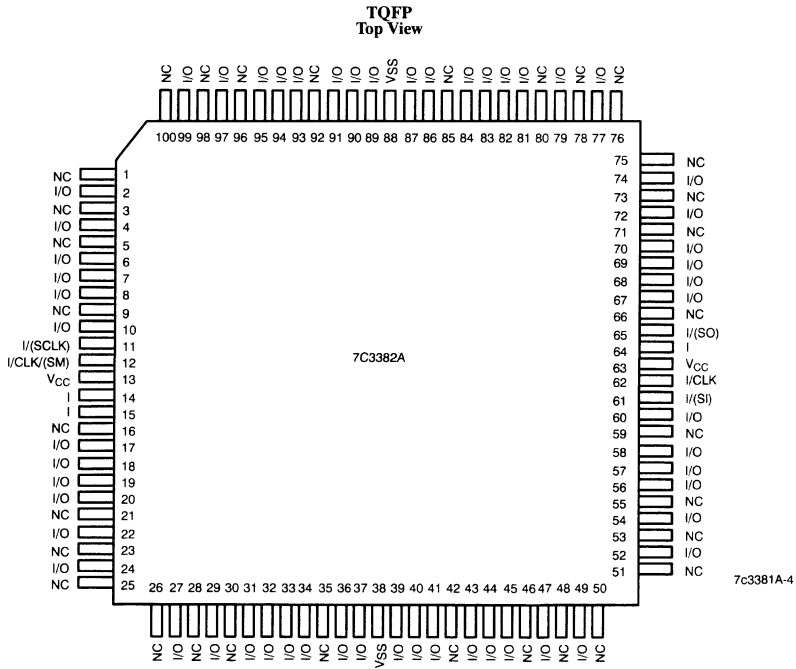 TQFP
Top View
NC I/O NC I/O NC I/O I/O I/O NC I/O I/O I/O VSS I/O I/O NC I/O I/O I/O I/O NC I/O NC I/O NC
100 99 98 97 96 95 94 93 92 91 90 89 88 87 86 85 84 83 82 81 80 79 78 77 76
NC 1
I/O 2
NC 3
I/O 4
NC 5
I/O 6
I/O 7
I/O 8
NC 9
I/O 10
I/(SCLK) 11
I/CLK/(SM) 12
VCC 13
I 14
I 15
NC 16
I/O 17
I/O 18
I/O 19
I/O 20
NC 21
I/O 22
NC 23
I/O 24
NC 25
7C3382A
75 NC
74 I/O
73 NC
72 I/O
71 NC
70 I/O
69 I/O
68 I/O
67 I/O
66 NC
65 I/(SO)
64 I
63 VCC
62 I/CLK
61 I/(SI)
60 I/O
59 NC
58 I/O
57 I/O
56 I/O
55 NC
54 I/O
53 NC
52 I/O
51 NC
26 27 28 29 30 31 32 33 34 35 36 37 38 39 40 41 42 43 44 45 46 47 48 49 50
NC I/O NC I/O NC I/O I/O I/O I/O NC I/O I/O VSS I/O I/O I/O NC I/O I/O I/O NC I/O NC I/O NC
7c3381A-4